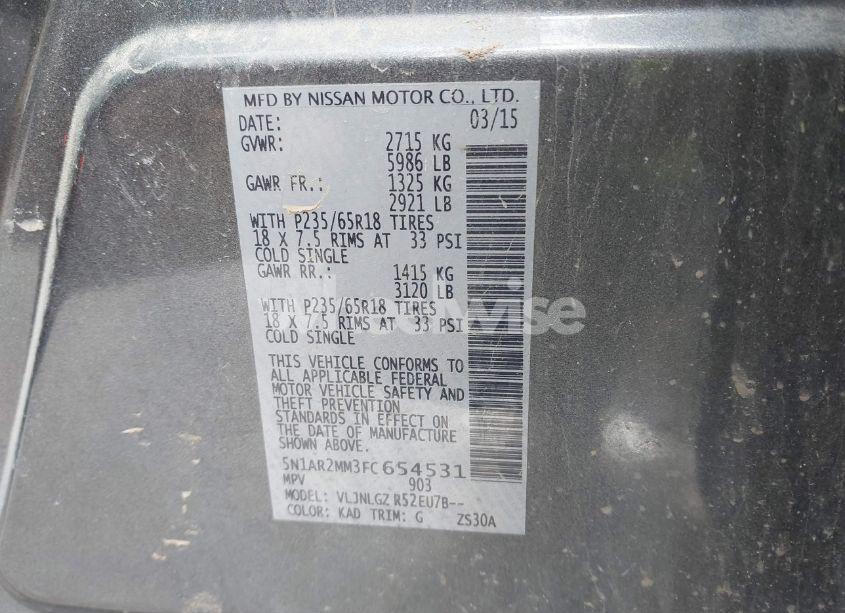 MFD BY NISSAN MOTOR CO., LTD.
DATE: 03/15
GVWR: 2715 KG
5986 LB
GAWR FR.: 1325 KG
2921 LB
WITH P235/65R18 TIRES
18 X 7.5 RIMS AT 33 PSI
COLD SINGLE
GAWR RR.: 1415 KG
3120 LB
WITH P235/65R18 TIRES
18 X 7.5 RIMS AT 33 PSI
COLD SINGLE
THIS VEHICLE CONFORMS TO
ALL APPLICABLE FEDERAL
MOTOR VEHICLE SAFETY AND
THEFT PREVENTION
STANDARDS IN EFFECT ON
THE DATE OF MANUFACTURE
SHOWN ABOVE.
5N1AR2MM3FC654531
MPV 903
MODEL: VLJNLGZ R52EU7B--
COLOR: KAD TRIM: G ZS30A